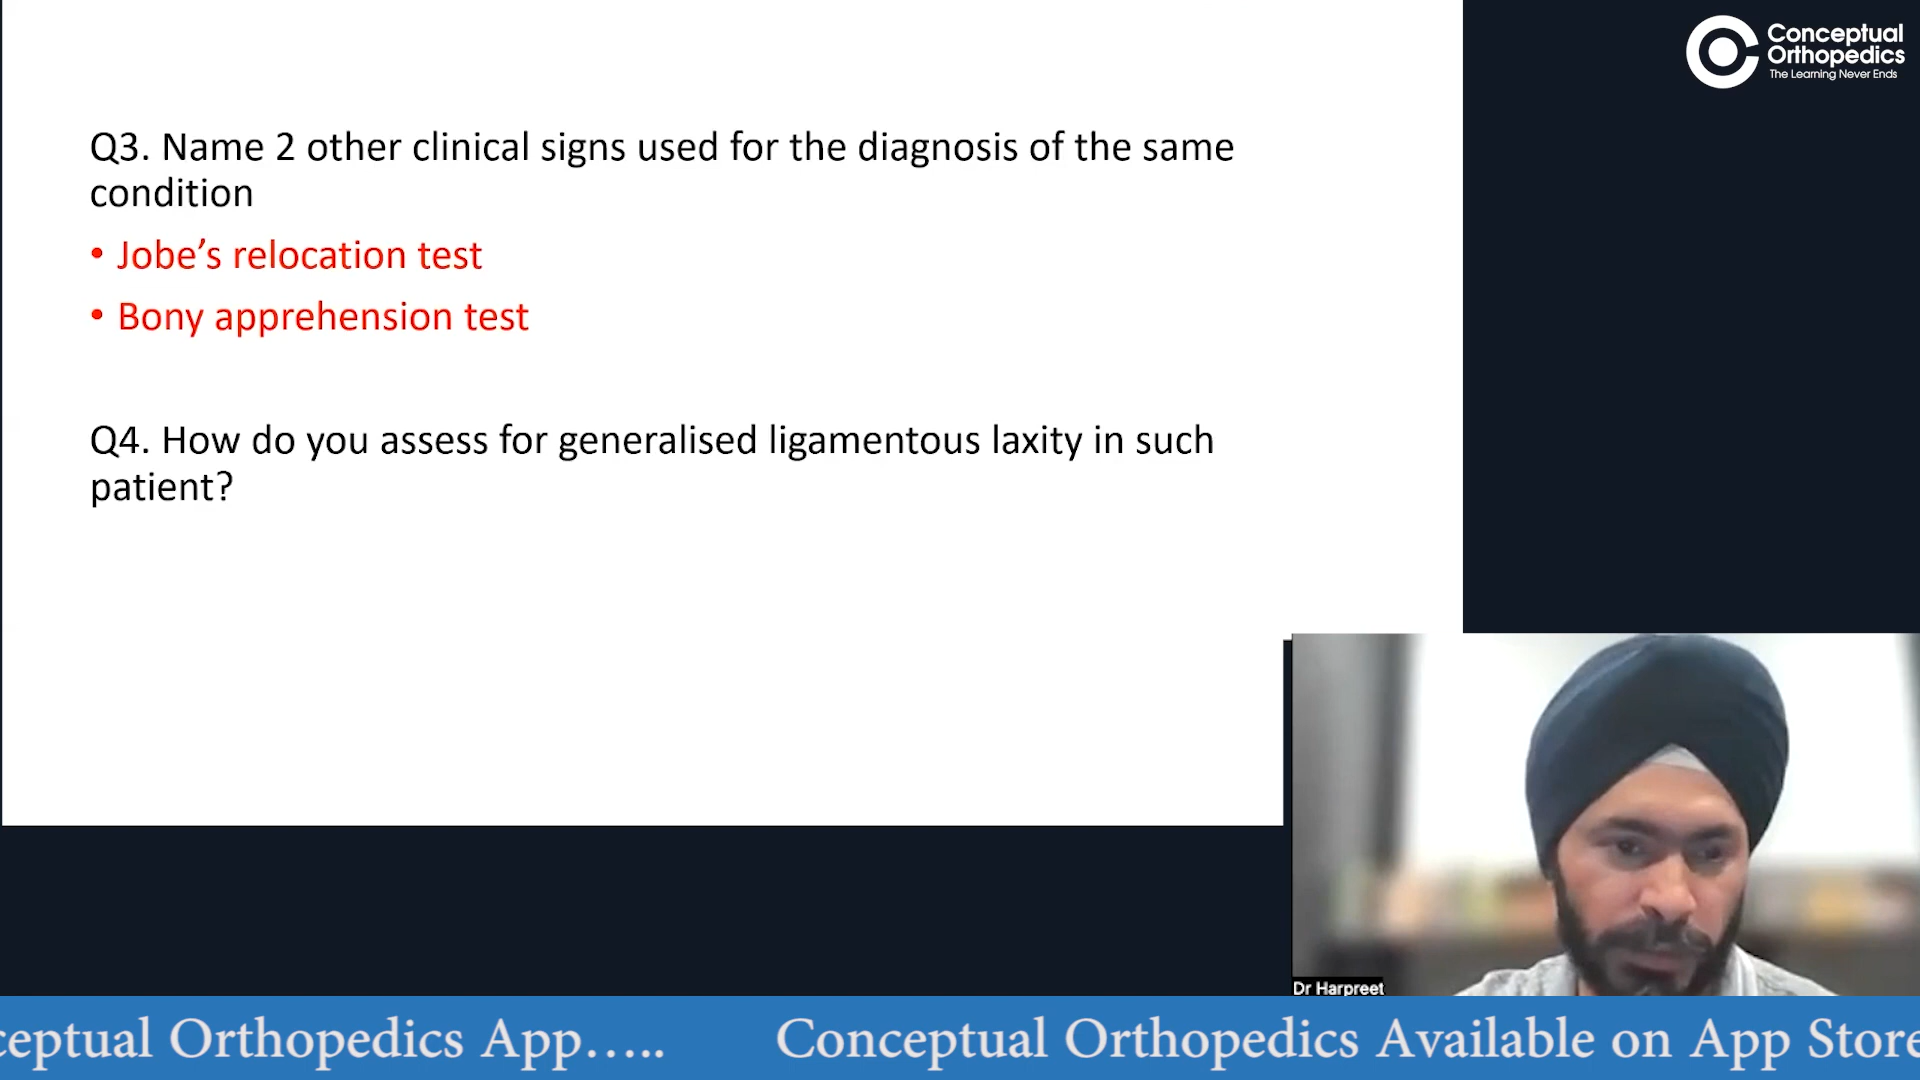 Conceptual
Orthopedics
The Learning Never Ends
Q3. Name 2 other clinical signs used for the diagnosis of the same
condition
• Jobe’s relocation test
• Bony apprehension test
Q4. How do you assess for generalised ligamentous laxity in such
patient?
Dr Harpreet
ceptual Orthopedics App..... Conceptual Orthopedics Available on App Store